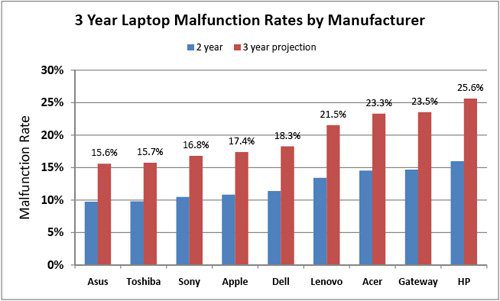 3 Year Laptop Malfunction Rates by Manufacturer
2 year 3 year projection
Malfunction Rate
30%
25%
20%
15%
10%
5%
0%
15.6% 15.7% 16.8% 17.4% 18.3% 21.5% 23.3% 23.5% 25.6%
Asus Toshiba Sony Apple Dell Lenovo Acer Gateway HP